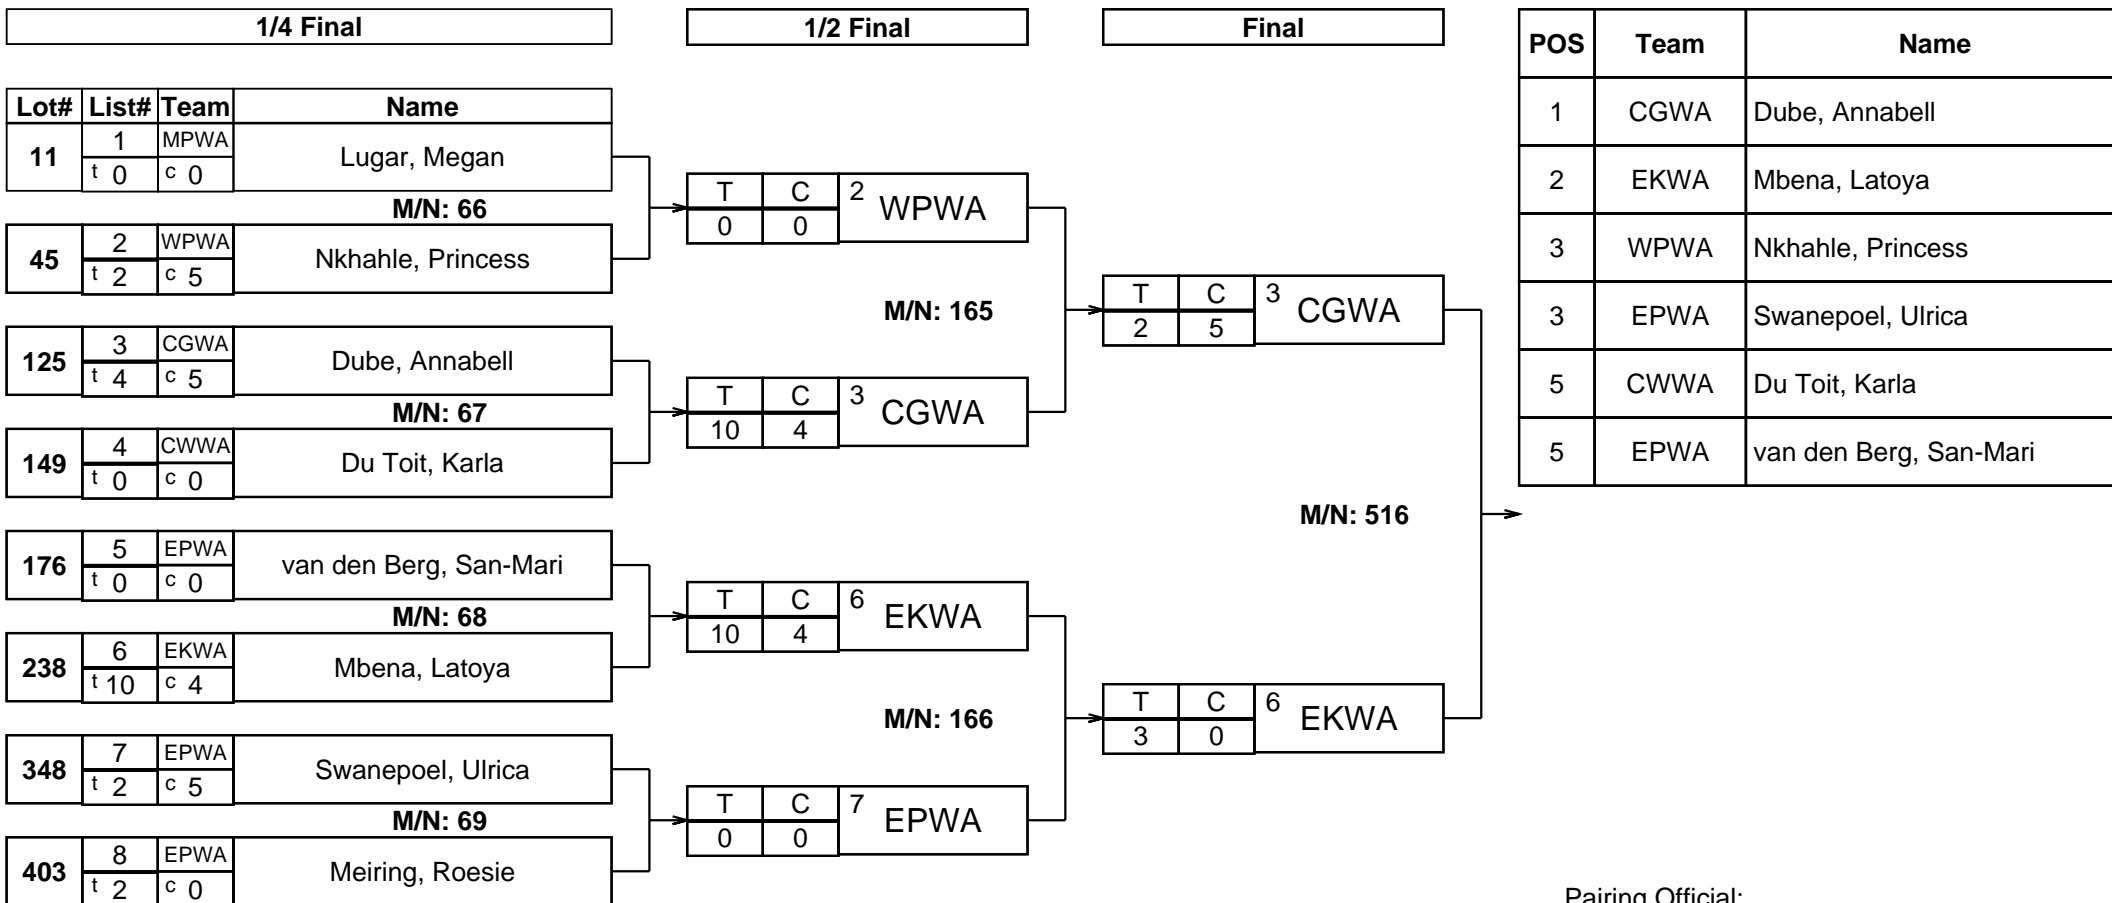 1/4 Final 1/2 Final Final
POS Team Name
1 CGWA Dube, Annabell
2 EKWA Mbena, Latoya
3 WPWA Nkhahle, Princess
3 EPWA Swanepoel, Ulrica
5 CWWA Du Toit, Karla
5 EPWA van den Berg, San-Mari
Lot# List# Team Name
11 1 MPWA Lugar, Megan
t 0 c 0
M/N: 66
45 2 WPWA Nkhahle, Princess
t 2 c 5
125 3 CGWA Dube, Annabell
t 4 c 5
M/N: 67
149 4 CWWA Du Toit, Karla
t 0 c 0
176 5 EPWA van den Berg, San-Mari
t 0 c 0
M/N: 68
238 6 EKWA Mbena, Latoya
t 10 c 4
348 7 EPWA Swanepoel, Ulrica
t 2 c 5
M/N: 69
403 8 EPWA Meiring, Roesie
t 2 c 0
T C 2 WPWA
0 0
M/N: 165
T C 3 CGWA
10 4
T C 6 EKWA
10 4
M/N: 166
T C 7 EPWA
0 0
T C 3 CGWA
2 5
M/N: 516
T C 6 EKWA
3 0
Pairing Official: